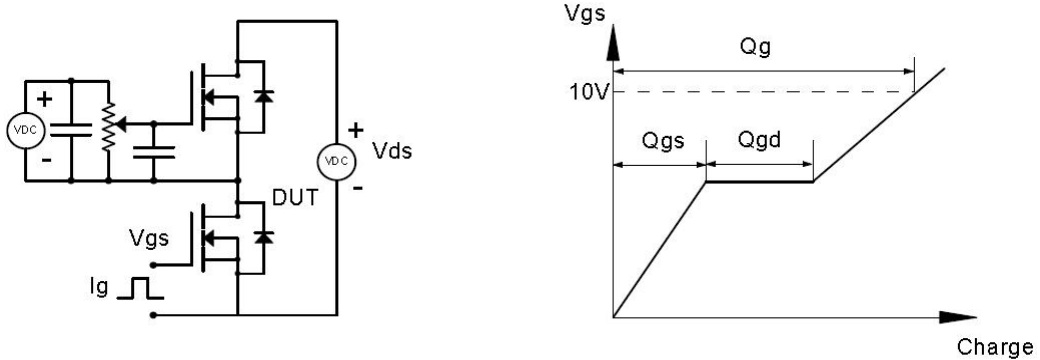 +
VDC
-
+
VDC
Vds
-
DUT
Vgs
Ig
Vgs
Qg
10V
Qgs
Qgd
Charge